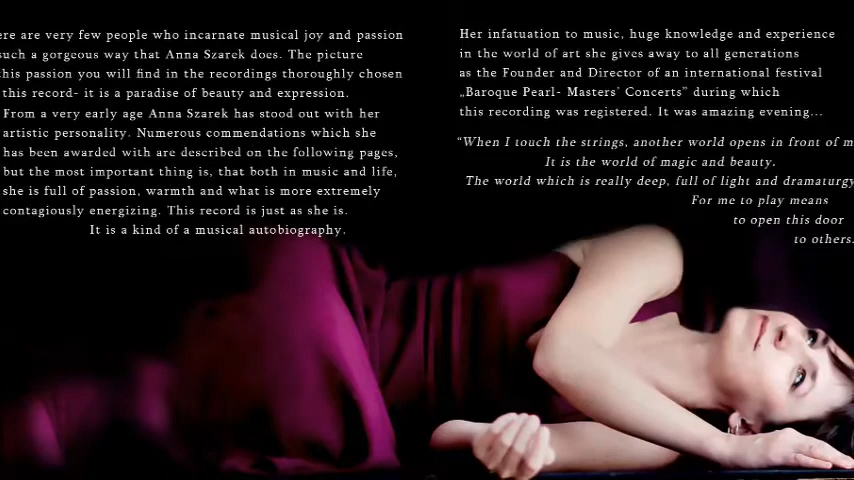 ere are very few people who incarnate musical joy and passion
such a gorgeous way that Anna Szarek does. The picture
this passion you will find in the recordings thoroughly chosen
this record- it is a paradise of beauty and expression.
From a very early age Anna Szarek has stood out with her
artistic personality. Numerous commendations which she
has been awarded with are described on the following pages,
but the most important thing is, that both in music and life,
she is full of passion, warmth and what is more extremely
contagiously energizing. This record is just as she is.
It is a kind of a musical autobiography.
Her infatuation to music, huge knowledge and experience
in the world of art she gives away to all generations
as the Founder and Director of an international festival
„Baroque Pearl- Masters' Concerts” during which
this recording was registered. It was amazing evening...
“When I touch the strings, another world opens in front of m
It is the world of magic and beauty.
The world which is really deep, full of light and dramaturgy
For me to play means
to open this door
to others.